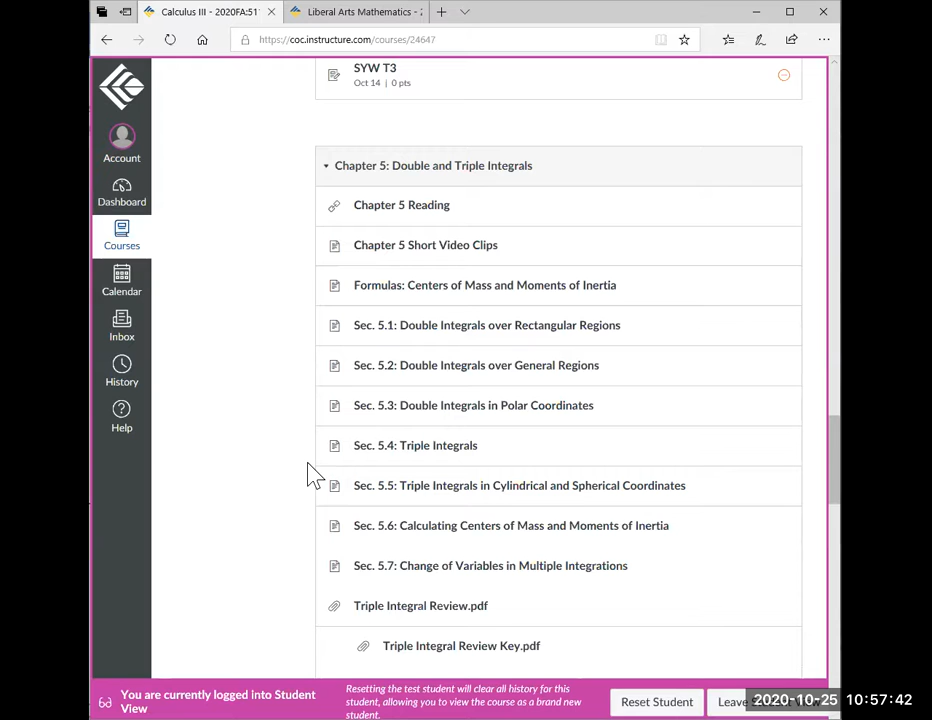 Calculus III - 2020FA:51
Liberal Arts Mathematics -
https://coc.instructure.com/courses/24647
SYW T3
Oct 14 | 0 pts
Account
Dashboard
Courses
Calendar
Inbox
History
Help
Chapter 5: Double and Triple Integrals
Chapter 5 Reading
Chapter 5 Short Video Clips
Formulas: Centers of Mass and Moments of Inertia
Sec. 5.1: Double Integrals over Rectangular Regions
Sec. 5.2: Double Integrals over General Regions
Sec. 5.3: Double Integrals in Polar Coordinates
Sec. 5.4: Triple Integrals
Sec. 5.5: Triple Integrals in Cylindrical and Spherical Coordinates
Sec. 5.6: Calculating Centers of Mass and Moments of Inertia
Sec. 5.7: Change of Variables in Multiple Integrations
Triple Integral Review.pdf
Triple Integral Review Key.pdf
You are currently logged into Student
View
Resetting the test student will clear all history for this
student, allowing you to view the course as a brand new
student.
Reset Student
Leave
2020-10-25 10:57:42